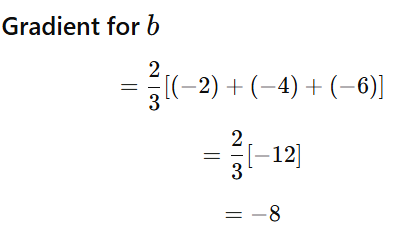 Gradient for b
= 2/3 [(−2) + (−4) + (−6)]
= 2/3 [−12]
= −8